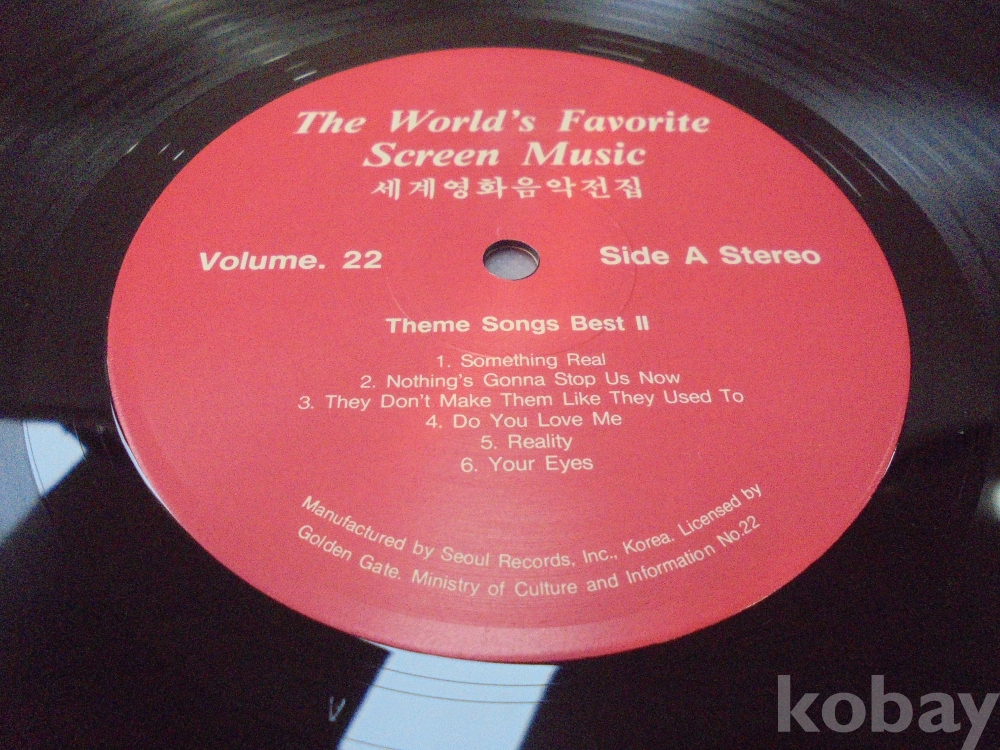 The World's Favorite
Screen Music
세계영화음악전집
Volume. 22
Side A Stereo
Theme Songs Best II
1. Something Real
2. Nothing's Gonna Stop Us Now
3. They Don't Make Them Like They Used To
4. Do You Love Me
5. Reality
6. Your Eyes
Manufactured by Seoul Records, Inc., Korea. Licensed by
Golden Gate. Ministry of Culture and Information No.22
kobay